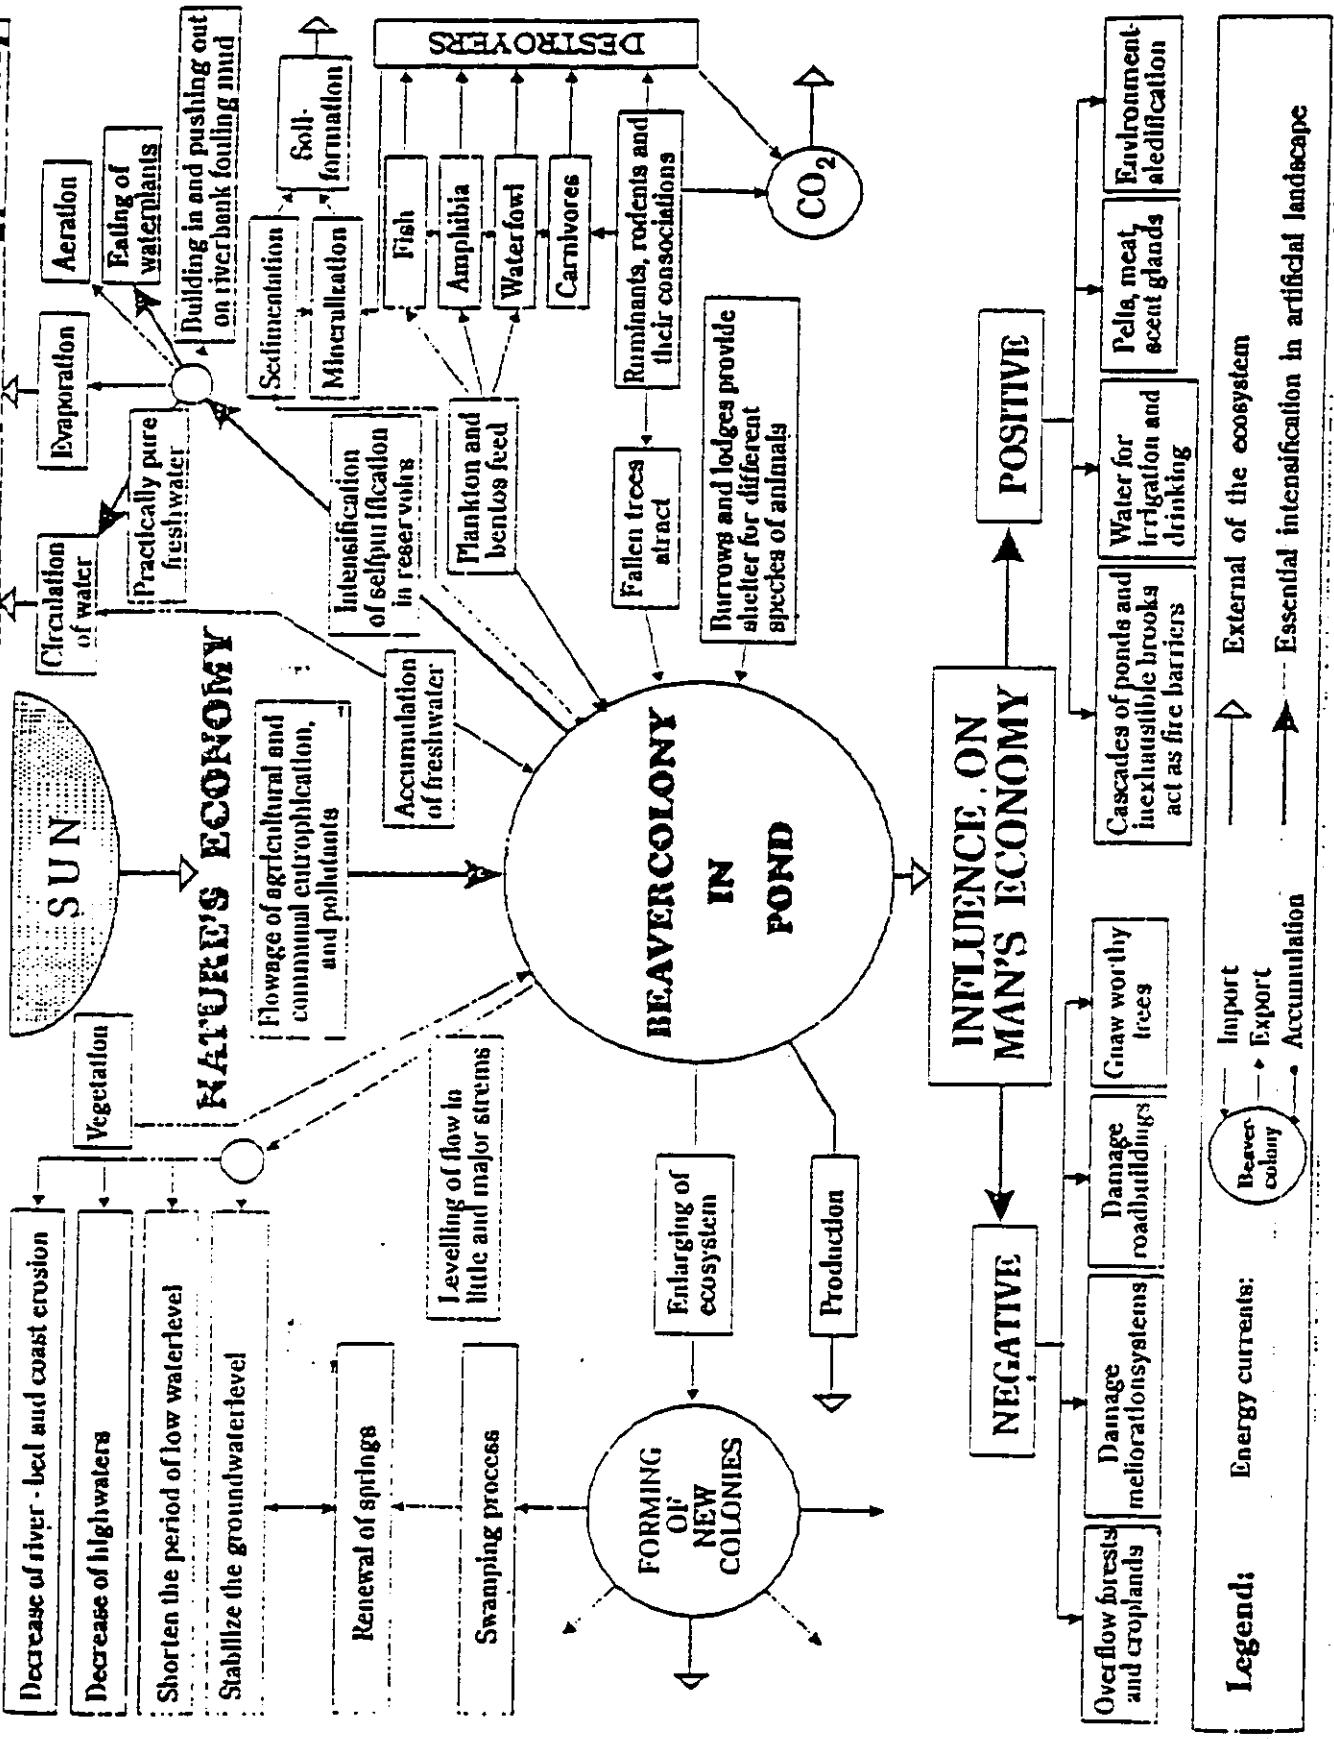 SUN
NATURE'S ECONOMY
Decrease of river - bed and coast erosion
Decrease of highwaters
Shorten the period of low waterlevel
Stabilize the groundwaterlevel
Renewal of springs
Swamping process
FORMING
OF
NEW
COLONIES
Vegetation
Levelling of flow in
little and major strems
Enlarging of
ecosystem
Production
Flowage of agricultural and
communal eutrophication,
and pollutants
Accumulation
of freshwater
BEAVERCOLONY
IN
POND
Circulation
of water
Evaporation
Aeration
Eating of
waterplants
Practically pure
freshwater
Building in and pushing out
on riverbank fouling mud
Intensification
of selfpurification
in reservoirs
Sedimentation
Minerulization
Soil-
formation
Plankton and
bentos feed
Fish
Amphibia
Waterfowl
Carnivores
DESTROYERS
Fallen trees
atract
Ruminants, rodents and
their consociations
CO₂
Burrows and lodges provide
shelter for different
species of animals
INFLUENCE ON
MAN'S ECONOMY
NEGATIVE
POSITIVE
Overflow forests
and croplands
Damage
meliorationsystems
Damage
roadbuildings
Gnaw worthy
trees
Cascades of ponds and
inexhaustible brooks
act as fire barriers
Water for
irrigation and
drinking
Pelts, meat,
scent glands
Environment-
aledification
Legend:
Energy currents:
Beaver-
colony
Import
Export
Accumulation
External of the ecosystem
Essential intensification in artificial landscape